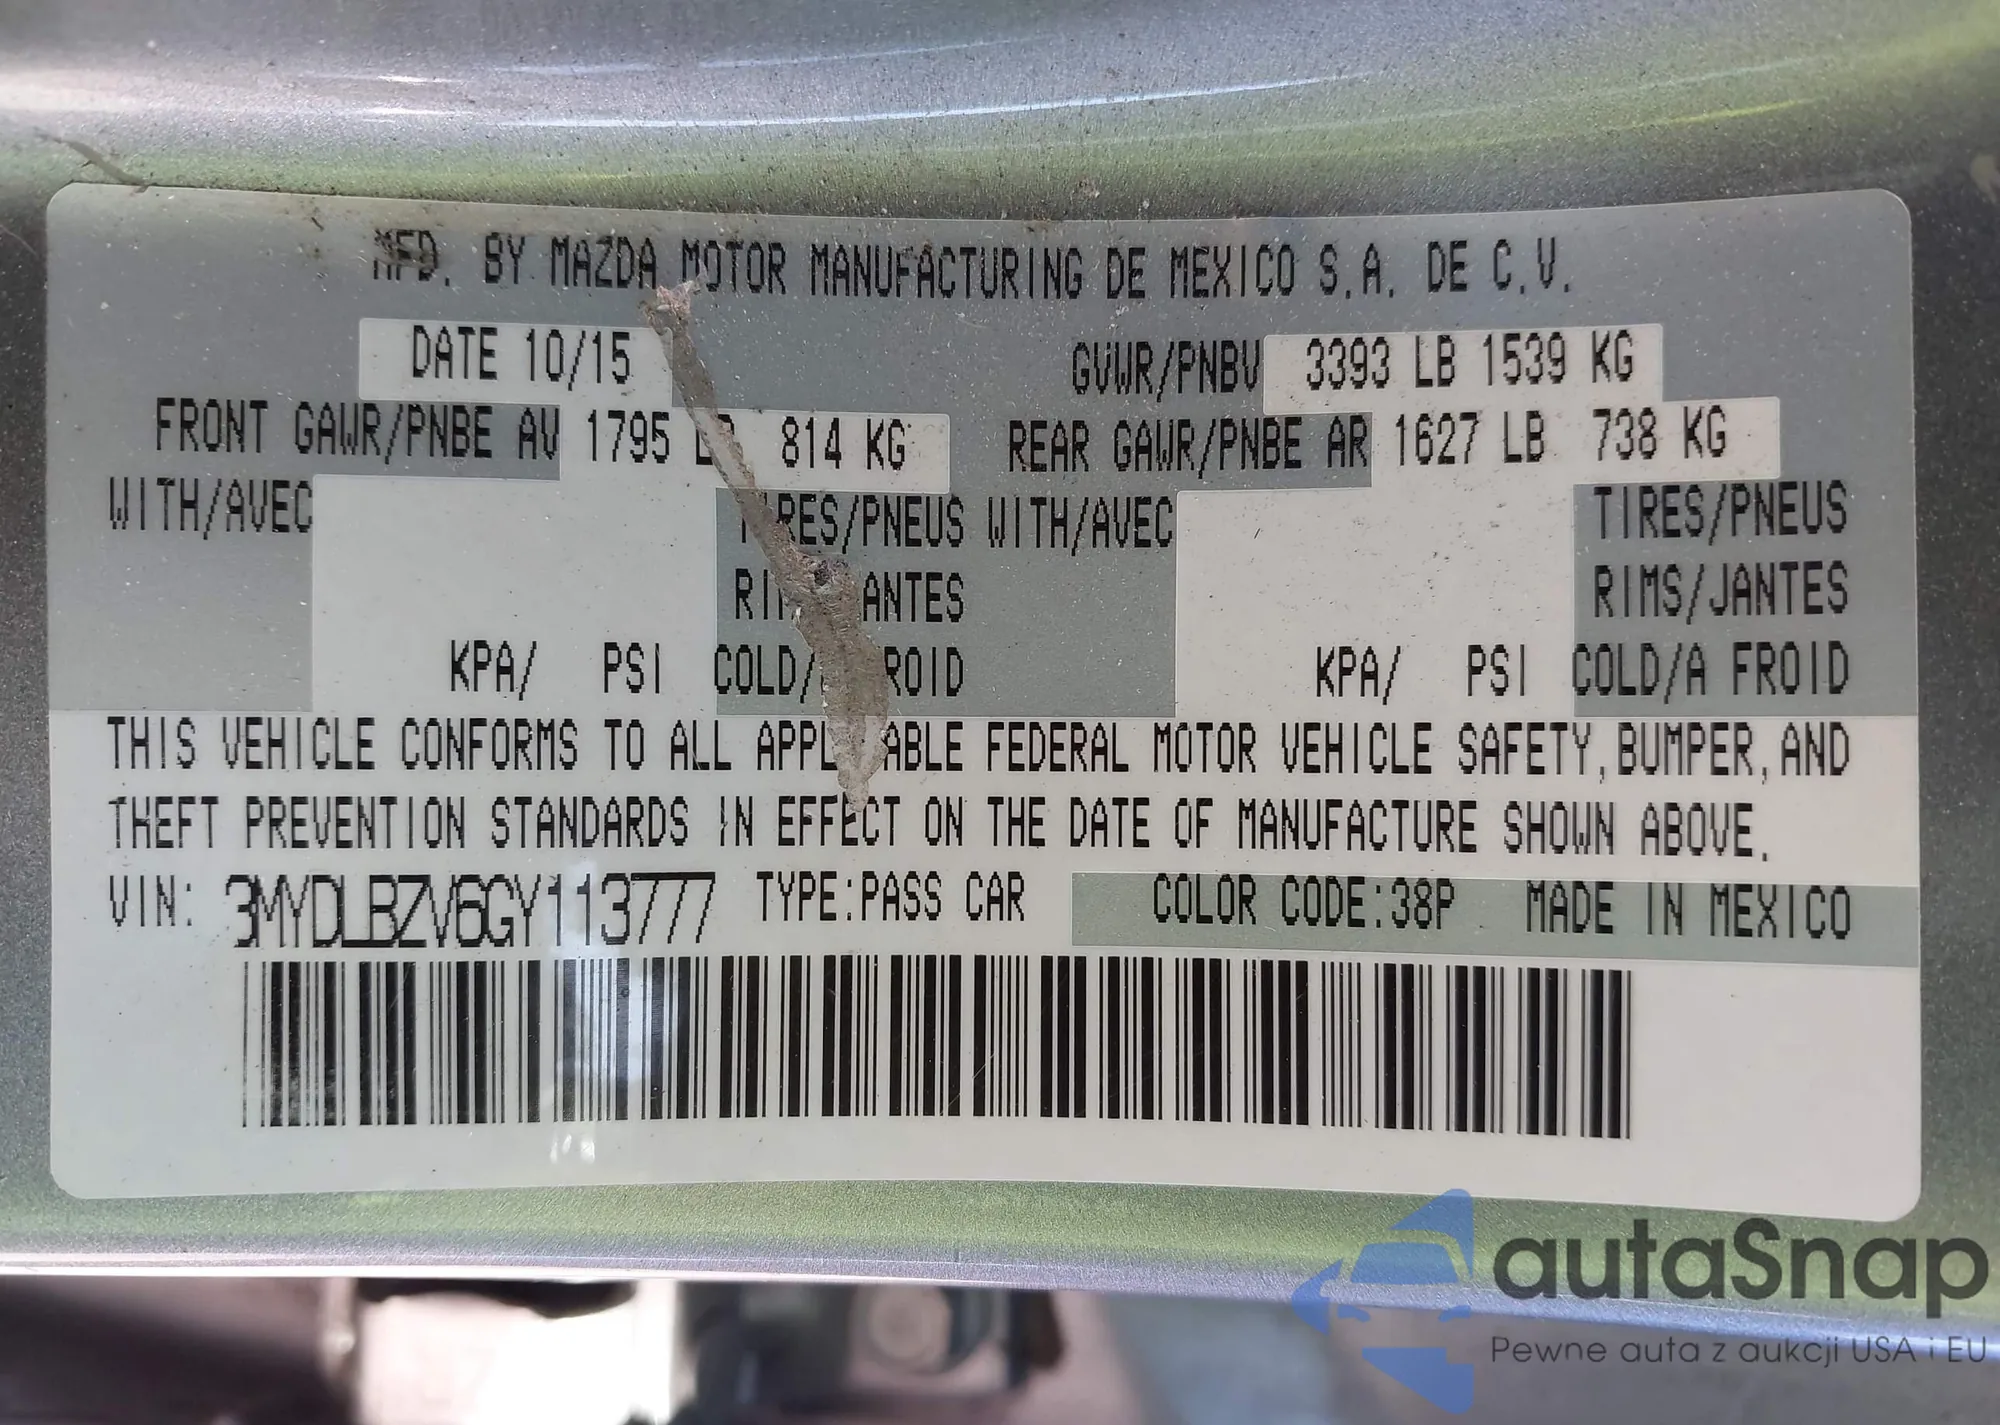 MFD. BY MAZDA MOTOR MANUFACTURING DE MEXICO S.A. DE C.V.
DATE 10/15 GVWR/PNBV 3393 LB 1539 KG
FRONT GAWR/PNBE AV 1795 LB 814 KG REAR GAWR/PNBE AR 1627 LB 738 KG
WITH/AVEC TIRES/PNEUS WITH/AVEC TIRES/PNEUS
RIMS/JANTES RIMS/JANTES
KPA/ PSI COLD/A FROID KPA/ PSI COLD/A FROID
THIS VEHICLE CONFORMS TO ALL APPLICABLE FEDERAL MOTOR VEHICLE SAFETY, BUMPER, AND
THEFT PREVENTION STANDARDS IN EFFECT ON THE DATE OF MANUFACTURE SHOWN ABOVE.
VIN: 3MYDLBZV6GY113777 TYPE:PASS CAR COLOR CODE:38P MADE IN MEXICO
autaSnap
Pewne auta z aukcji USA i EU